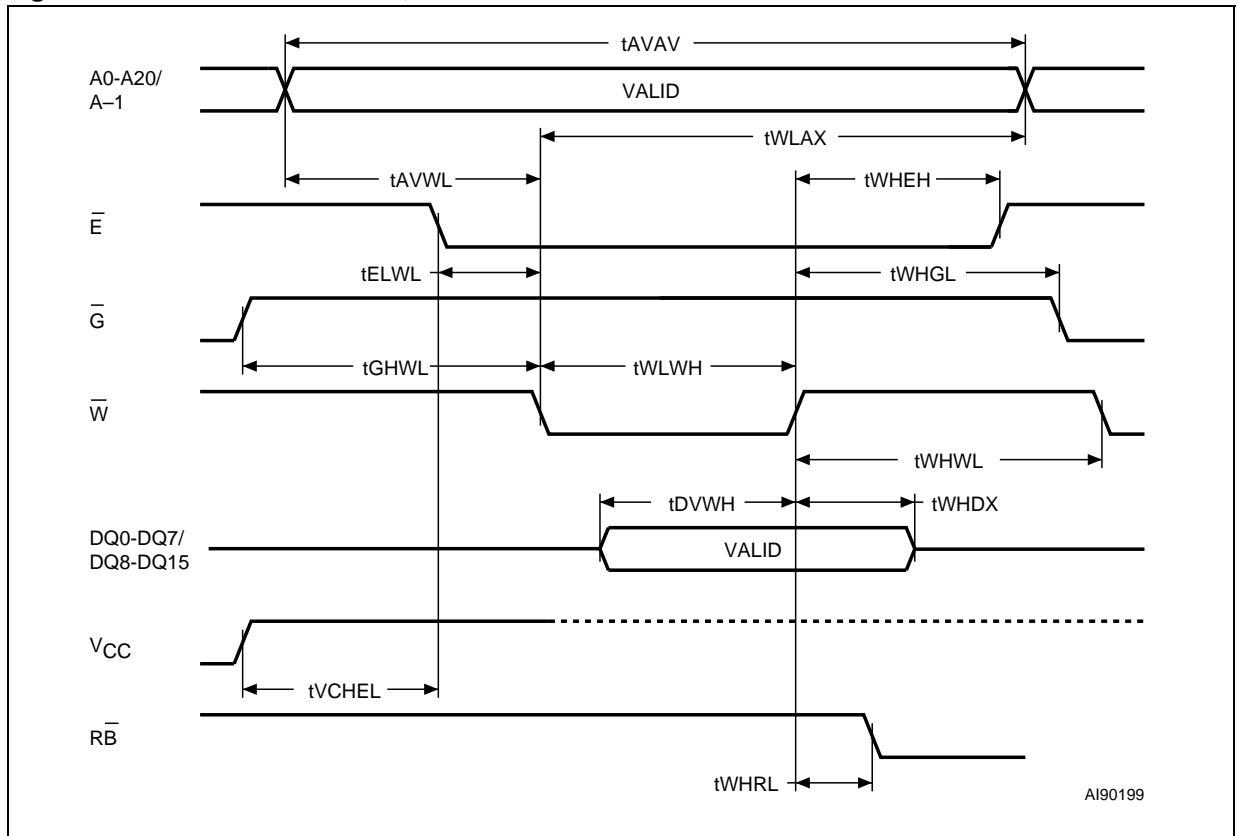 tAVAV
A0-A20/
A–1
VALID
tWLAX
tAVWL
tWHEH
E̅
tELWL
tWHGL
G̅
tGHWL
tWLWH
W̅
tWHWL
tDVWH
tWHDX
DQ0-DQ7/
DQ8-DQ15
VALID
VCC
tVCHEL
RB̅
tWHRL
AI90199